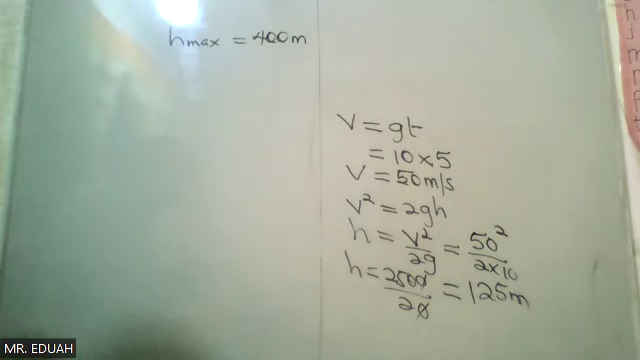 hmax = 400m
V = gt
= 10×5
V = 50m/s
V² = 2gh
h = V²/2g = 50²/2×10
h = 2500/20 = 125m
MR. EDUAH